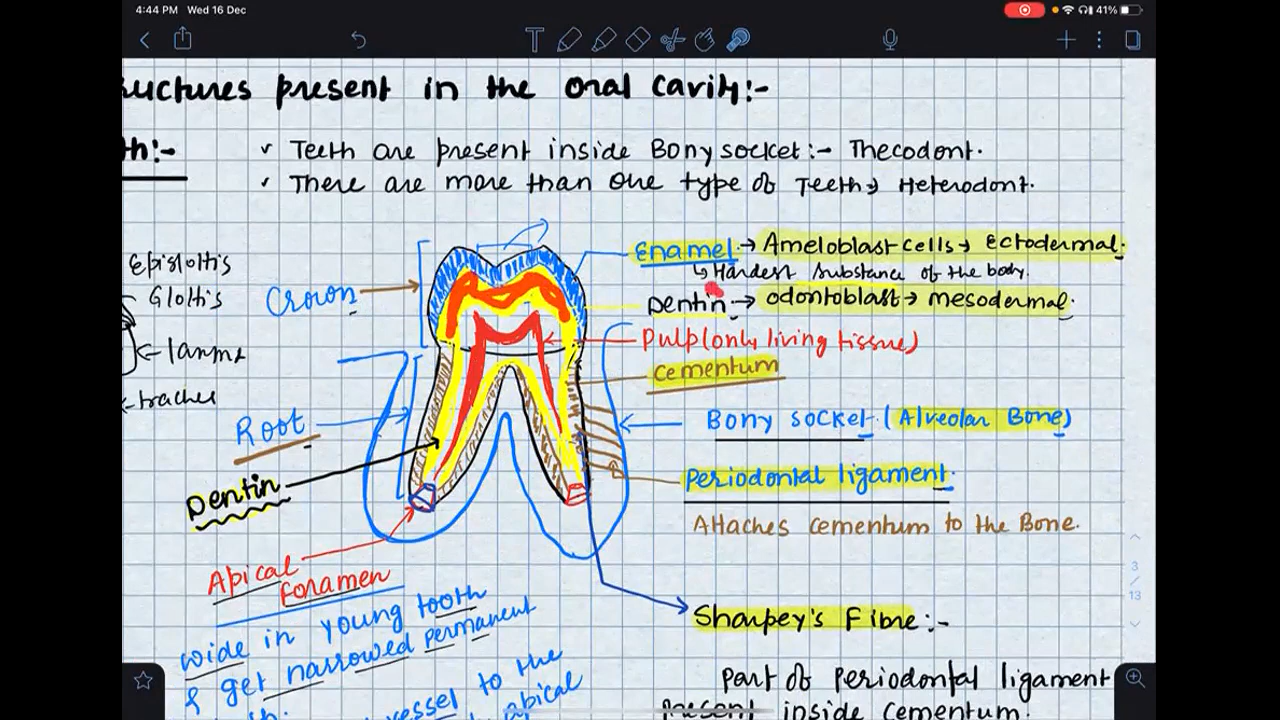 4:44 PM Wed 16 Dec
41%
uctures present in the oral cavity:-
th:-
Teeth are present inside Bony socket:- Thecodont.
There are more than one type of Teeth → Heterodont.
Enamel → Ameloblast cells → ectodermal.
↳ Hardest substance of the body.
Dentin → odontoblast → mesodermal.
Pulp (only living tissue)
cementum
Bony socket. (Alveolar Bone)
Periodontal ligament
Attaches cementum to the Bone.
Sharpey's Fibre:-
part of Periodontal ligament
present inside cementum.
Glottis
Crown
Root
Dentin
Apical
foramen
wide in young tooth
& get narrowed permanent
vessel to the
apical
3
/
13